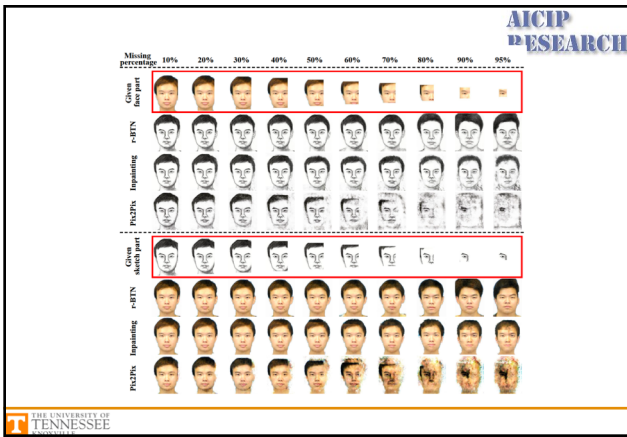 AICIP
RESEARCH
Missing
percentage 10% 20% 30% 40% 50% 60% 70% 80% 90% 95%
Given
face part
r-BTN
Inpainting
Pix2Pix
Given
sketch part
r-BTN
Inpainting
Pix2Pix
T THE UNIVERSITY OF
TENNESSEE
KNOXVILLE